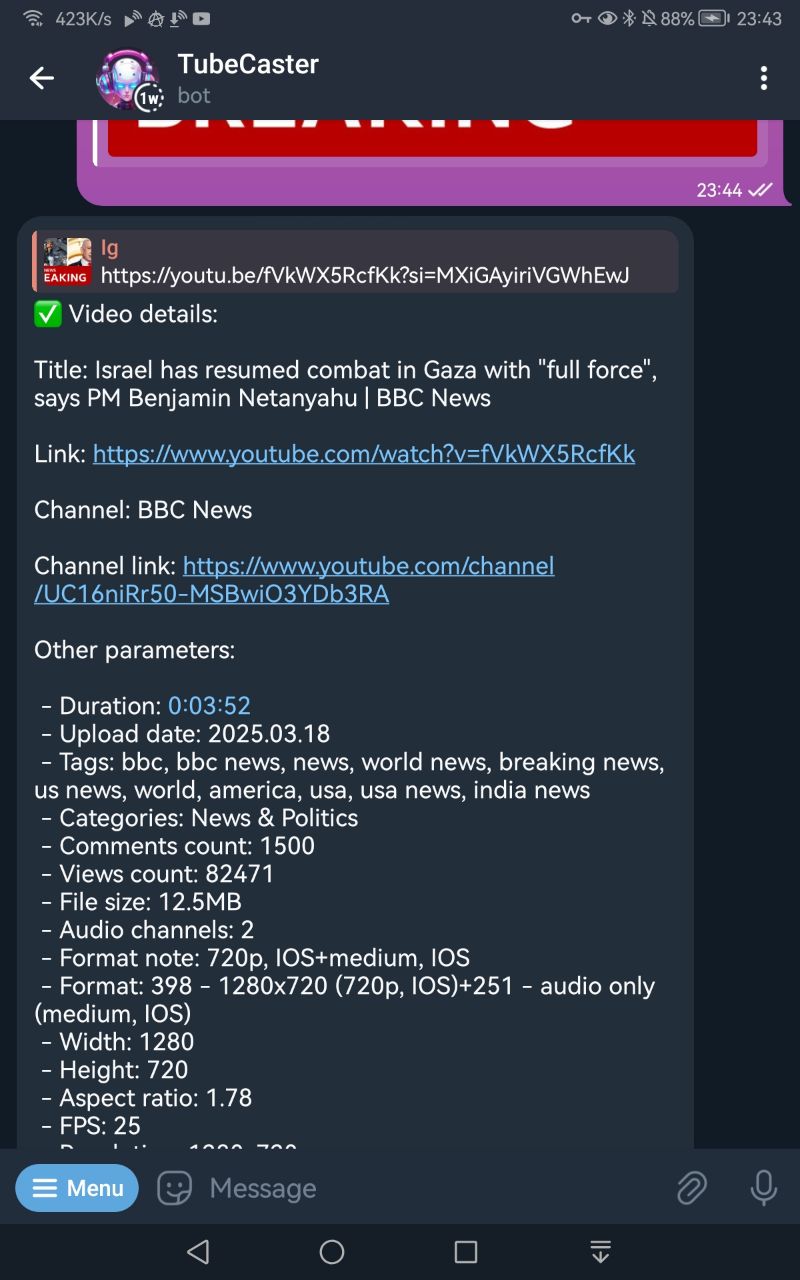 423K/s 88% 23:43
TubeCaster
1w
bot
BREAKING
23:44
Ig
NEWS
EAKING
https://youtu.be/fVkWX5RcfKk?si=MXiGAyiriVGWhEwJ
✅ Video details:
Title: Israel has resumed combat in Gaza with "full force",
says PM Benjamin Netanyahu | BBC News
Link: https://www.youtube.com/watch?v=fVkWX5RcfKk
Channel: BBC News
Channel link: https://www.youtube.com/channel
/UC16niRr50-MSBwiO3YDb3RA
Other parameters:
- Duration: 0:03:52
- Upload date: 2025.03.18
- Tags: bbc, bbc news, news, world news, breaking news,
us news, world, america, usa, usa news, india news
- Categories: News & Politics
- Comments count: 1500
- Views count: 82471
- File size: 12.5MB
- Audio channels: 2
- Format note: 720p, IOS+medium, IOS
- Format: 398 - 1280x720 (720p, IOS)+251 - audio only
(medium, IOS)
- Width: 1280
- Height: 720
- Aspect ratio: 1.78
- FPS: 25
Menu
Message